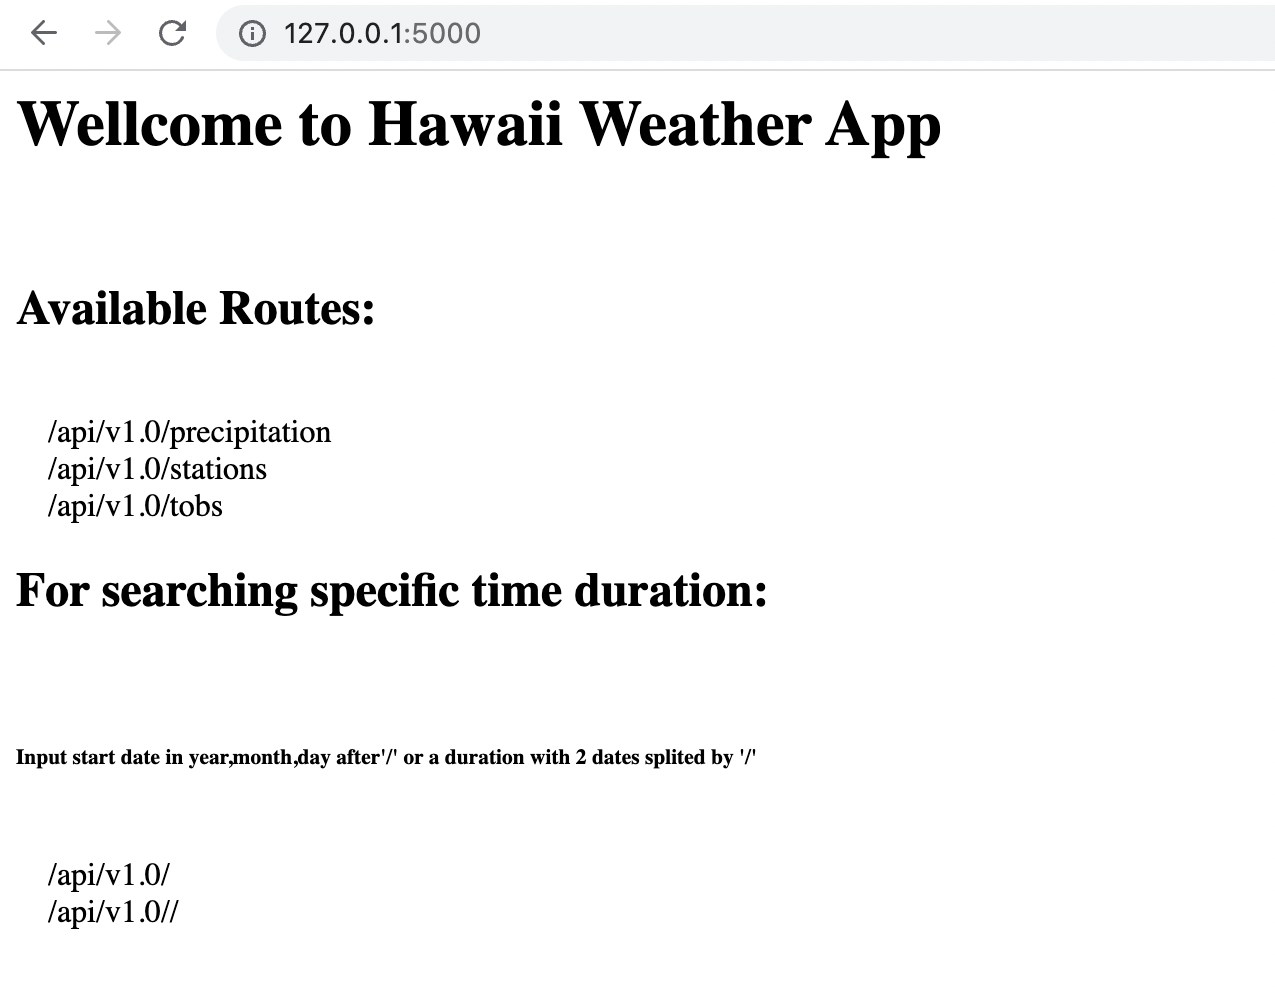 127.0.0.1:5000
Wellcome to Hawaii Weather App
Available Routes:
/api/v1.0/precipitation
/api/v1.0/stations
/api/v1.0/tobs
For searching specific time duration:
Input start date in year,month,day after'/' or a duration with 2 dates splited by '/'
/api/v1.0/
/api/v1.0//